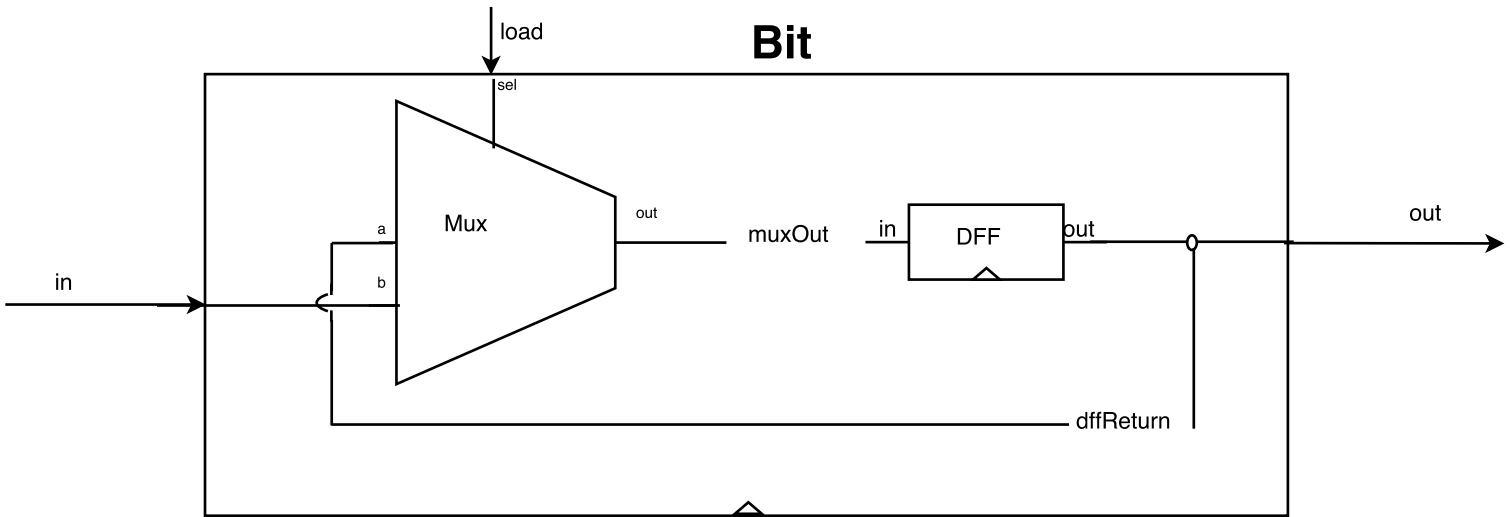 load
Bit
sel
a
Mux
out
muxOut
in
DFF
out
out
in
b
dffReturn